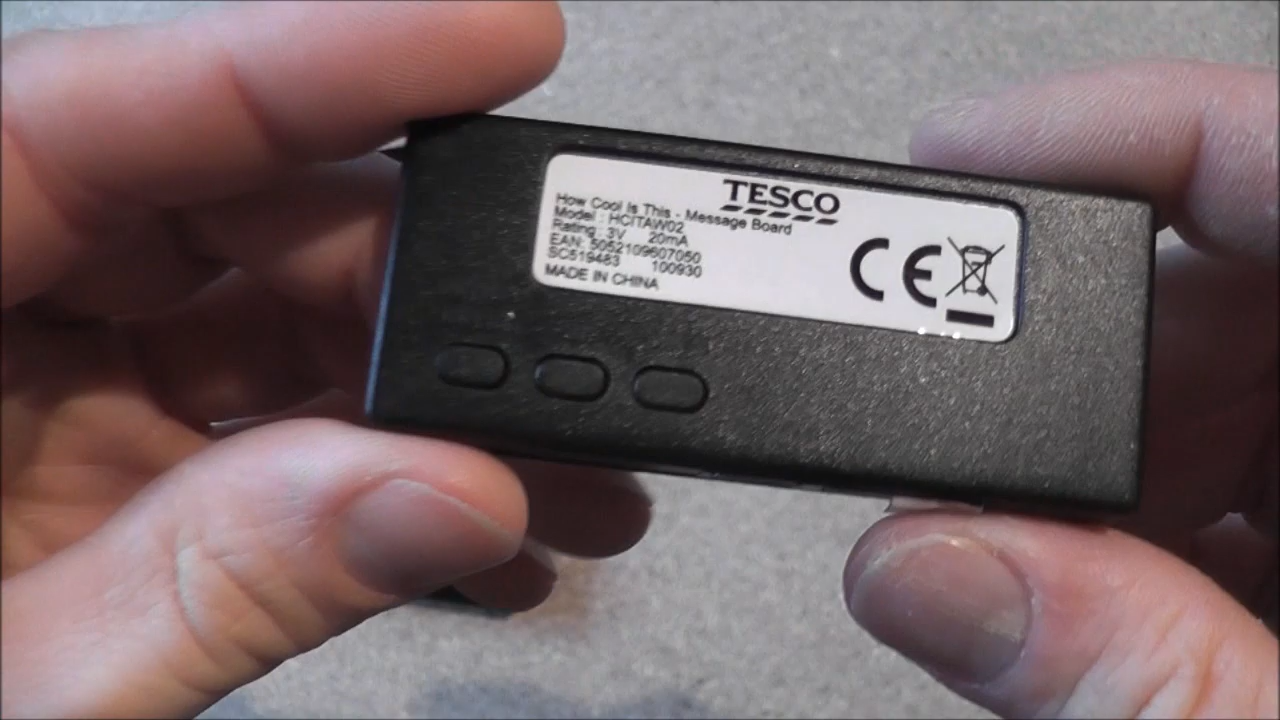 TESCO
How Cool Is This - Message Board
Model : HCITAW02
Rating: 3V 20mA
EAN: 5052109607050
SC519483 100930
MADE IN CHINA
CE